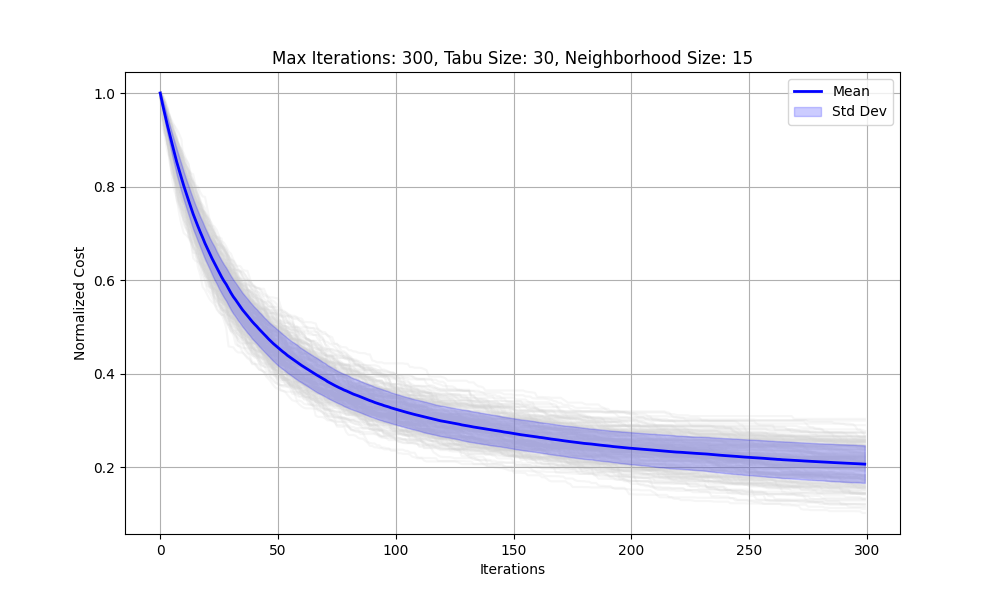 Max Iterations: 300, Tabu Size: 30, Neighborhood Size: 15
Mean
Std Dev
Normalized Cost
1.0
0.8
0.6
0.4
0.2
0 50 100 150 200 250 300
Iterations